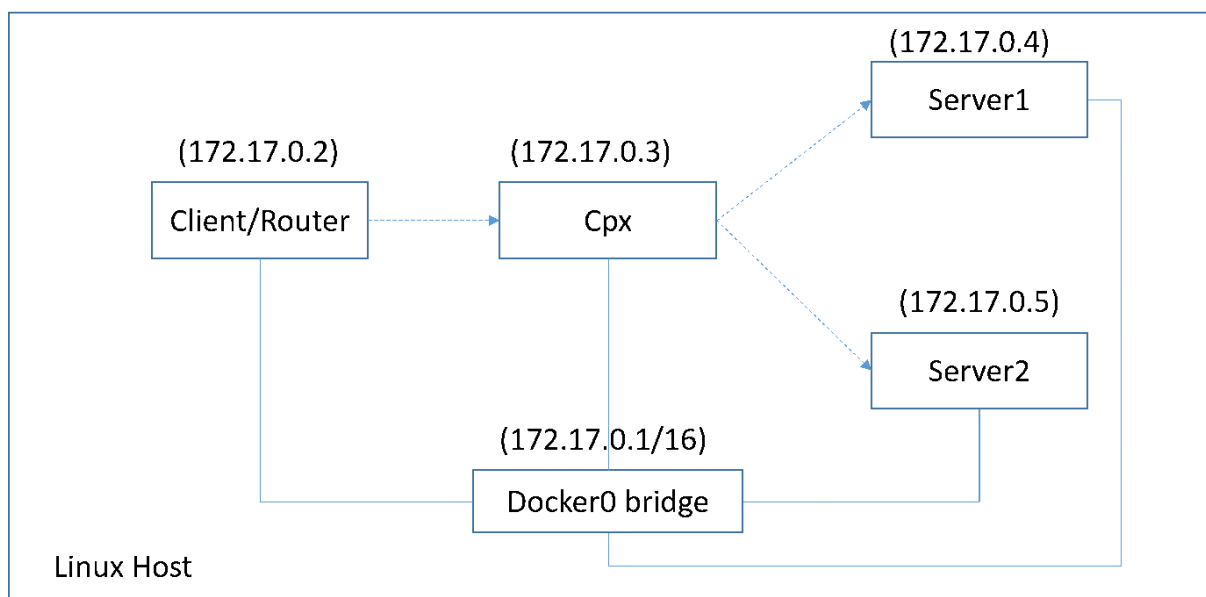 (172.17.0.4)
Server1
(172.17.0.2)
Client/Router
(172.17.0.3)
Cpx
(172.17.0.5)
Server2
(172.17.0.1/16)
Docker0 bridge
Linux Host